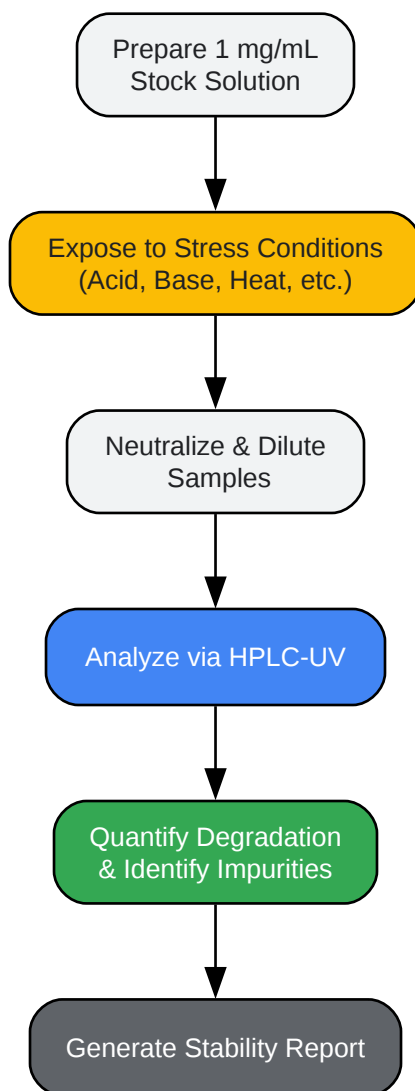 Prepare 1 mg/mL
Stock Solution
Expose to Stress Conditions
(Acid, Base, Heat, etc.)
Neutralize & Dilute
Samples
Analyze via HPLC-UV
Quantify Degradation
& Identify Impurities
Generate Stability Report